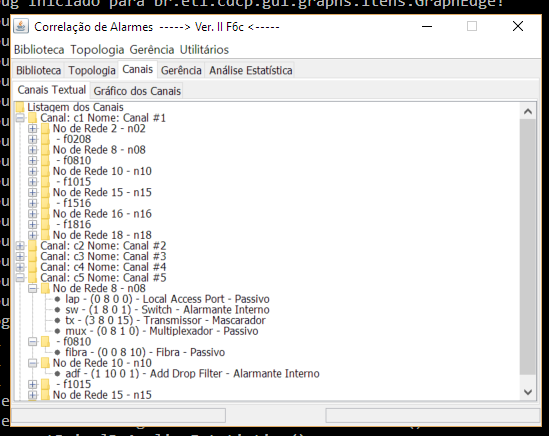 bug iniciado para br.eti.cdcp.gui.graphs.itens.GraphEdge!
Correlação de Alarmes -----> Ver. II F6c <-----
Biblioteca Topologia Gerência Utilitários
Biblioteca Topologia Canais Gerência Análise Estatística
Canais Textual Gráfico dos Canais
Listagem dos Canais
Canal: c1 Nome: Canal #1
No de Rede 2 - n02
- f0208
No de Rede 8 - n08
- f0810
No de Rede 10 - n10
- f1015
No de Rede 15 - n15
- f1516
No de Rede 16 - n16
- f1816
No de Rede 18 - n18
Canal: c2 Nome: Canal #2
Canal: c3 Nome: Canal #3
Canal: c4 Nome: Canal #4
Canal: c5 Nome: Canal #5
No de Rede 8 - n08
lap - (0 8 0 0) - Local Access Port - Passivo
sw - (1 8 0 1) - Switch - Alarmante Interno
tx - (3 8 0 15) - Transmissor - Mascarador
mux - (0 8 1 0) - Multiplexador - Passivo
- f0810
fibra - (0 0 8 10) - Fibra - Passivo
No de Rede 10 - n10
adf - (1 10 0 1) - Add Drop Filter - Alarmante Interno
- f1015
No de Rede 15 - n15